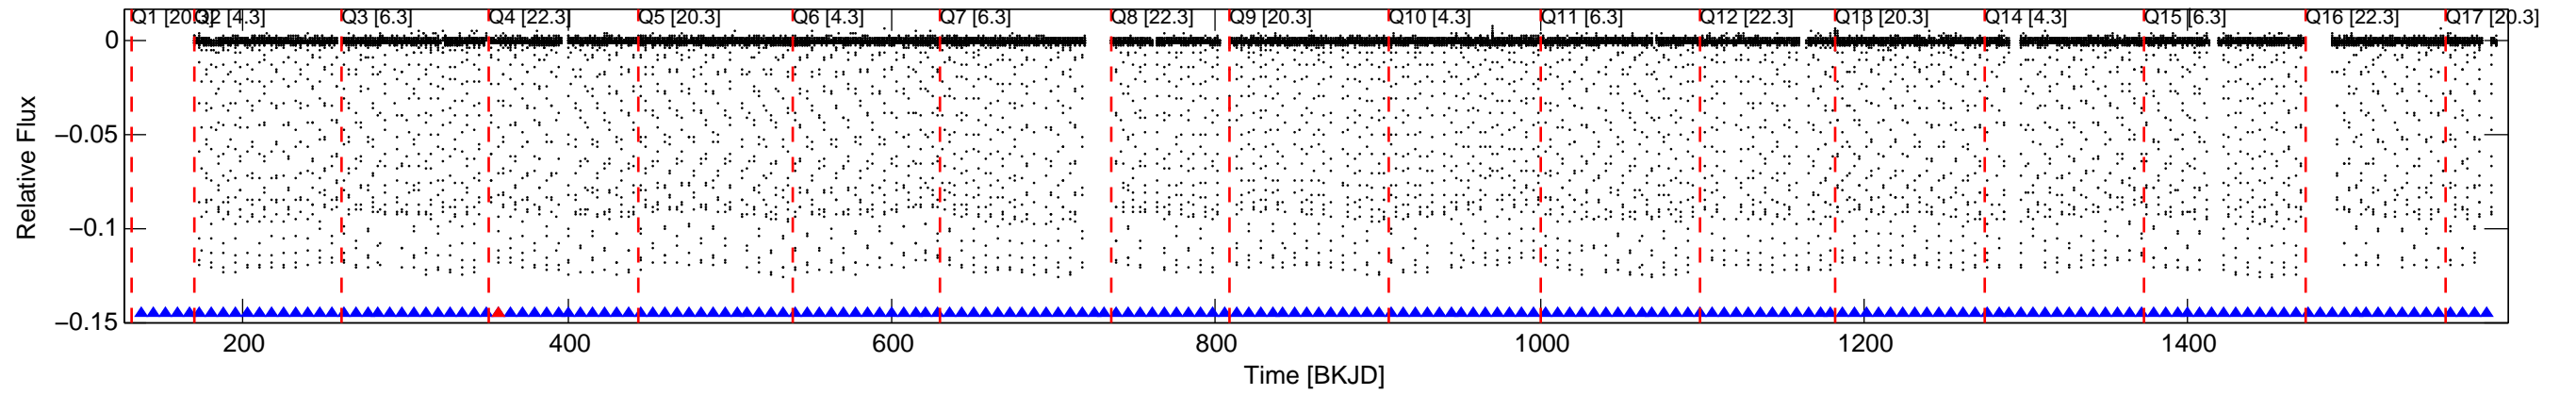 Q1 [20.3] Q2 [4.3] Q3 [6.3] Q4 [22.3] Q5 [20.3] Q6 [4.3] Q7 [6.3] Q8 [22.3] Q9 [20.3] Q10 [4.3] Q11 [6.3] Q12 [22.3] Q13 [20.3] Q14 [4.3] Q15 [6.3] Q16 [22.3] Q17 [20.3]
0
−0.05
−0.1
−0.15
Relative Flux
200 400 600 800 1000 1200 1400
Time [BKJD]